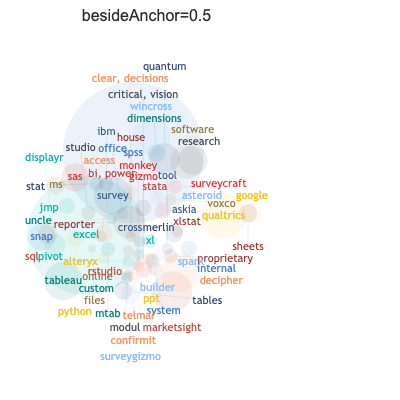 besideAnchor=0.5
quantum
clear, decisions
critical, vision
wincross
dimensions
ibm
software
house
research
studio
office
spss
displayr
access
monkey
sas
bi, power
gizmo
tool
stat
ms
stata
surveycraft
survey
asteroid
google
jmp
voxco
askia
qualtrics
uncle
reporter
xlstat
crossmerlin
snap
excel
xl
sheets
sql
pivot
alteryx
spark
proprietary
rstudio
internal
tableau
online
decipher
custom
builder
files
ppt
tables
python
mtab
telmar
system
modul
marketsight
confirmit
surveygizmo